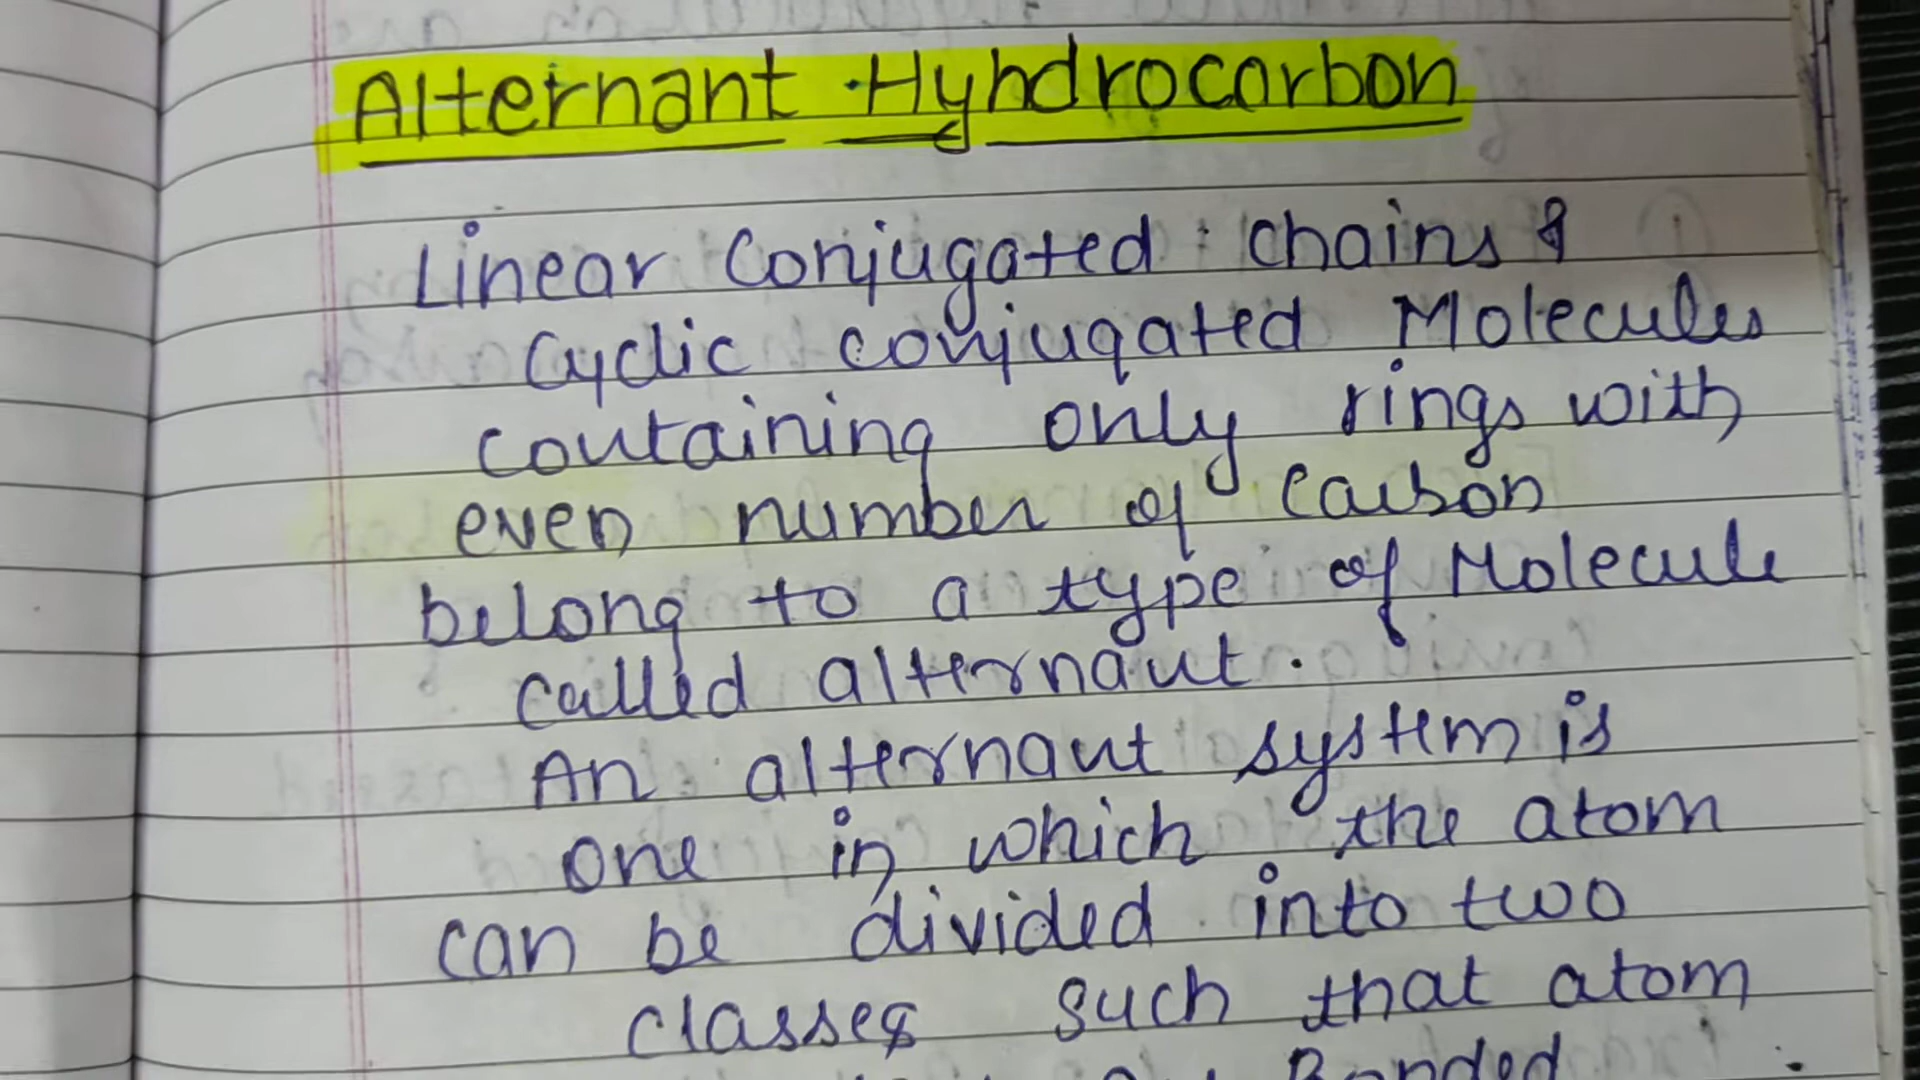 Alternant Hyhdrocarbon
Linear Conjugated chains &
Cyclic conjugated Molecules
containing only rings with
even number of Carbon
belong to a type of Molecule
called alternant.
An alternant system is
one in which the atom
can be divided into two
classes such that atom
Bonded